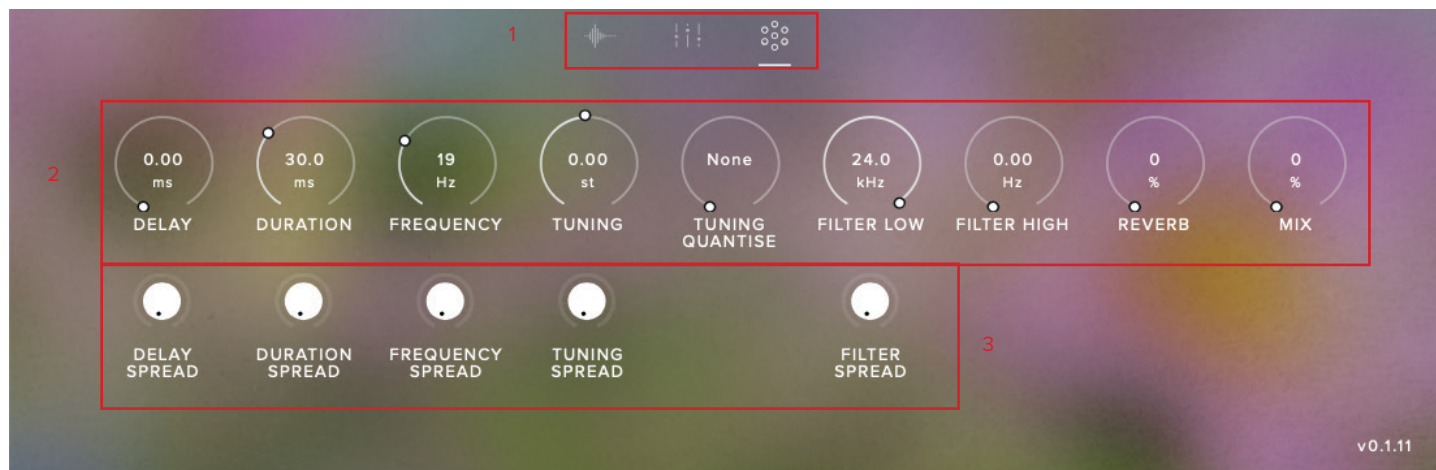 1
2
0.00
ms
DELAY
30.0
ms
DURATION
19
Hz
FREQUENCY
0.00
st
TUNING
None
TUNING
QUANTISE
24.0
kHz
FILTER LOW
0.00
Hz
FILTER HIGH
0
%
REVERB
0
%
MIX
DELAY
SPREAD
DURATION
SPREAD
FREQUENCY
SPREAD
TUNING
SPREAD
FILTER
SPREAD
3
v0.1.11